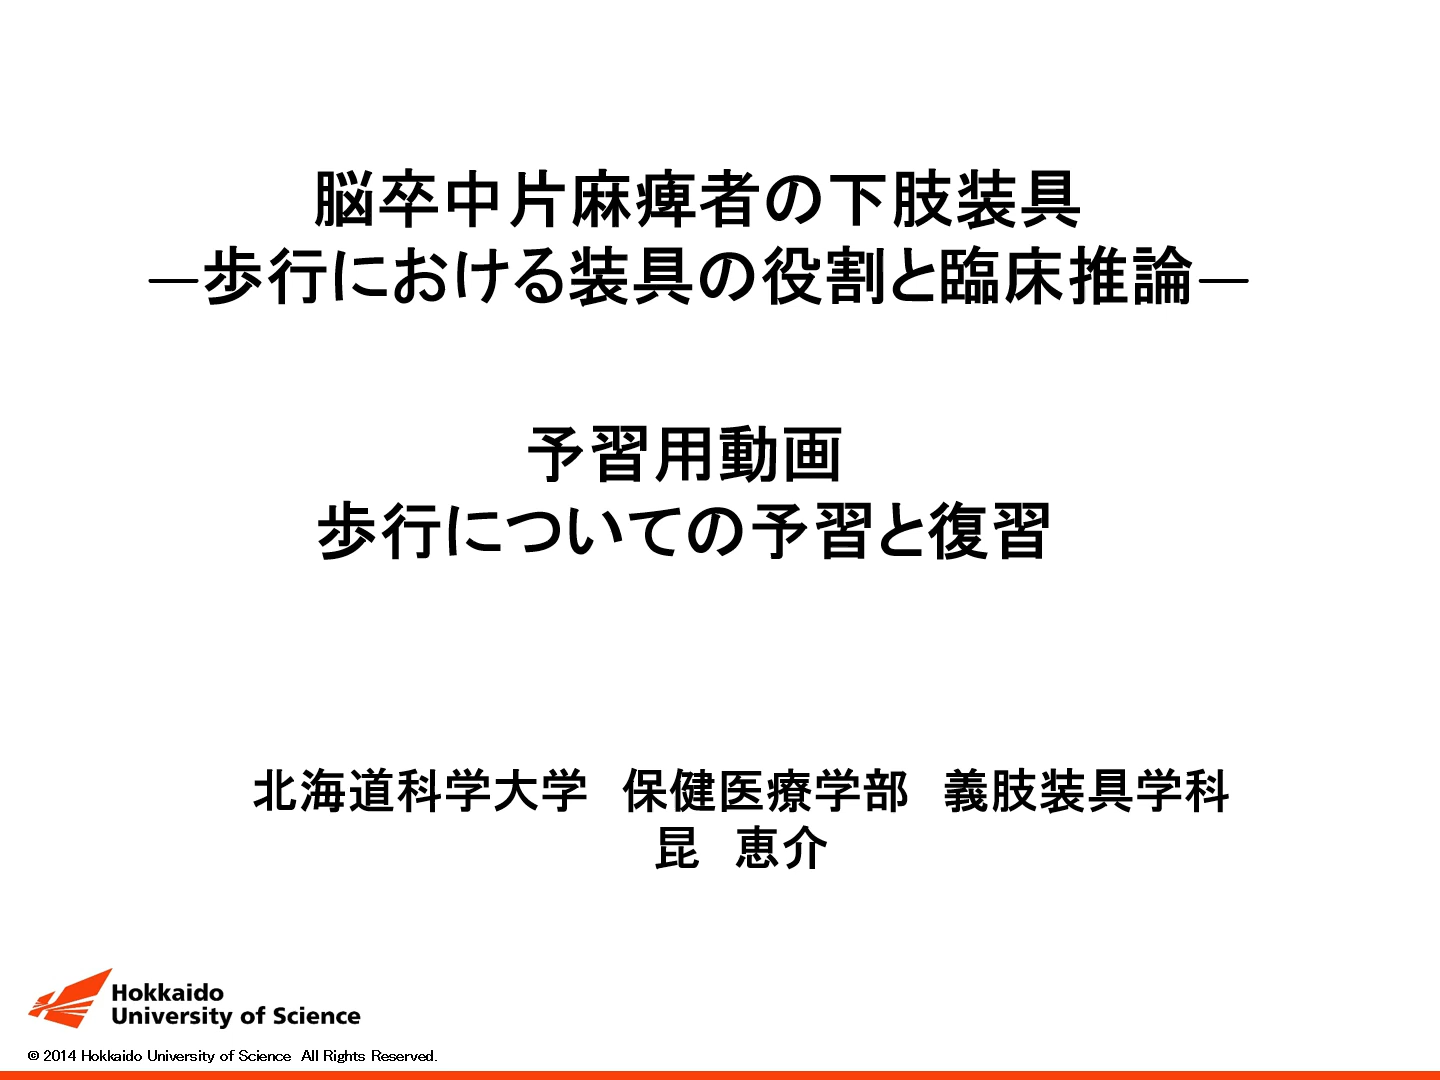 脳卒中片麻痺者の下肢装具
―歩行における装具の役割と臨床推論―
予習用動画
歩行についての予習と復習
北海道科学大学　保健医療学部　義肢装具学科
昆　恵介
Hokkaido
University of Science
© 2014 Hokkaido University of Science All Rights Reserved.